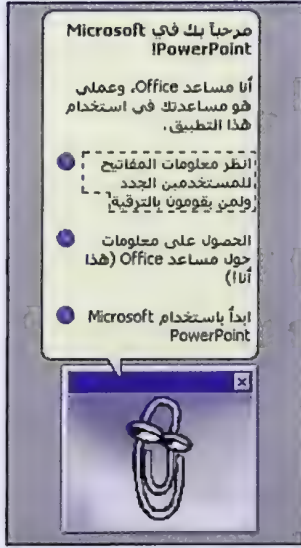 مرحباً بك في Microsoft
PowerPoint!
أنا مساعد Office، وعملي
هو مساعدتك في استخدام
هذا التطبيق.
انظر معلومات المفاتيح
للمستخدمين الجدد
ولمن يقومون بالترقية
الحصول على معلومات
حول مساعد Office (هذا
أنا!)
ابدأ باستخدام Microsoft
PowerPoint